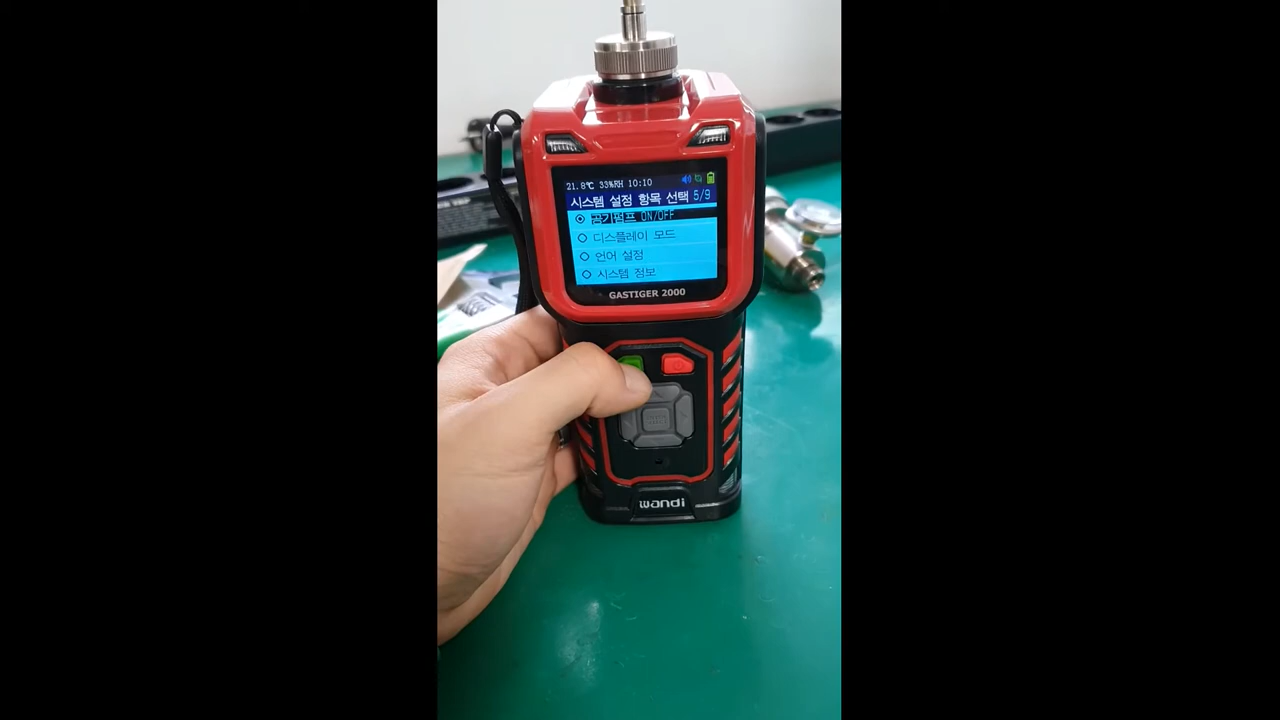 21.8℃ 33%RH 10:10
시스템 설정 항목 선택 5/9
공기펌프 ON/OFF
디스플레이 모드
언어 설정
시스템 정보
GASTIGER 2000
wandi